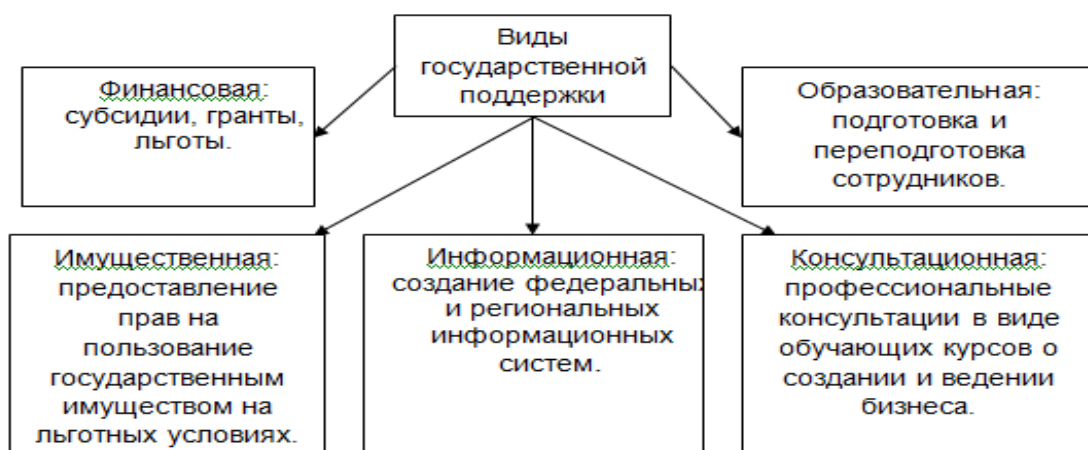 Виды
государственной
поддержки
Финансовая:
субсидии, гранты,
льготы.
Образовательная:
подготовка и
переподготовка
сотрудников.
Имущественная:
предоставление
прав на
пользование
государственным
имуществом на
льготных условиях.
Информационная:
создание федеральных
и региональных
информационных
систем.
Консультационная:
профессиональные
консультации в виде
обучающих курсов о
создании и ведении
бизнеса.